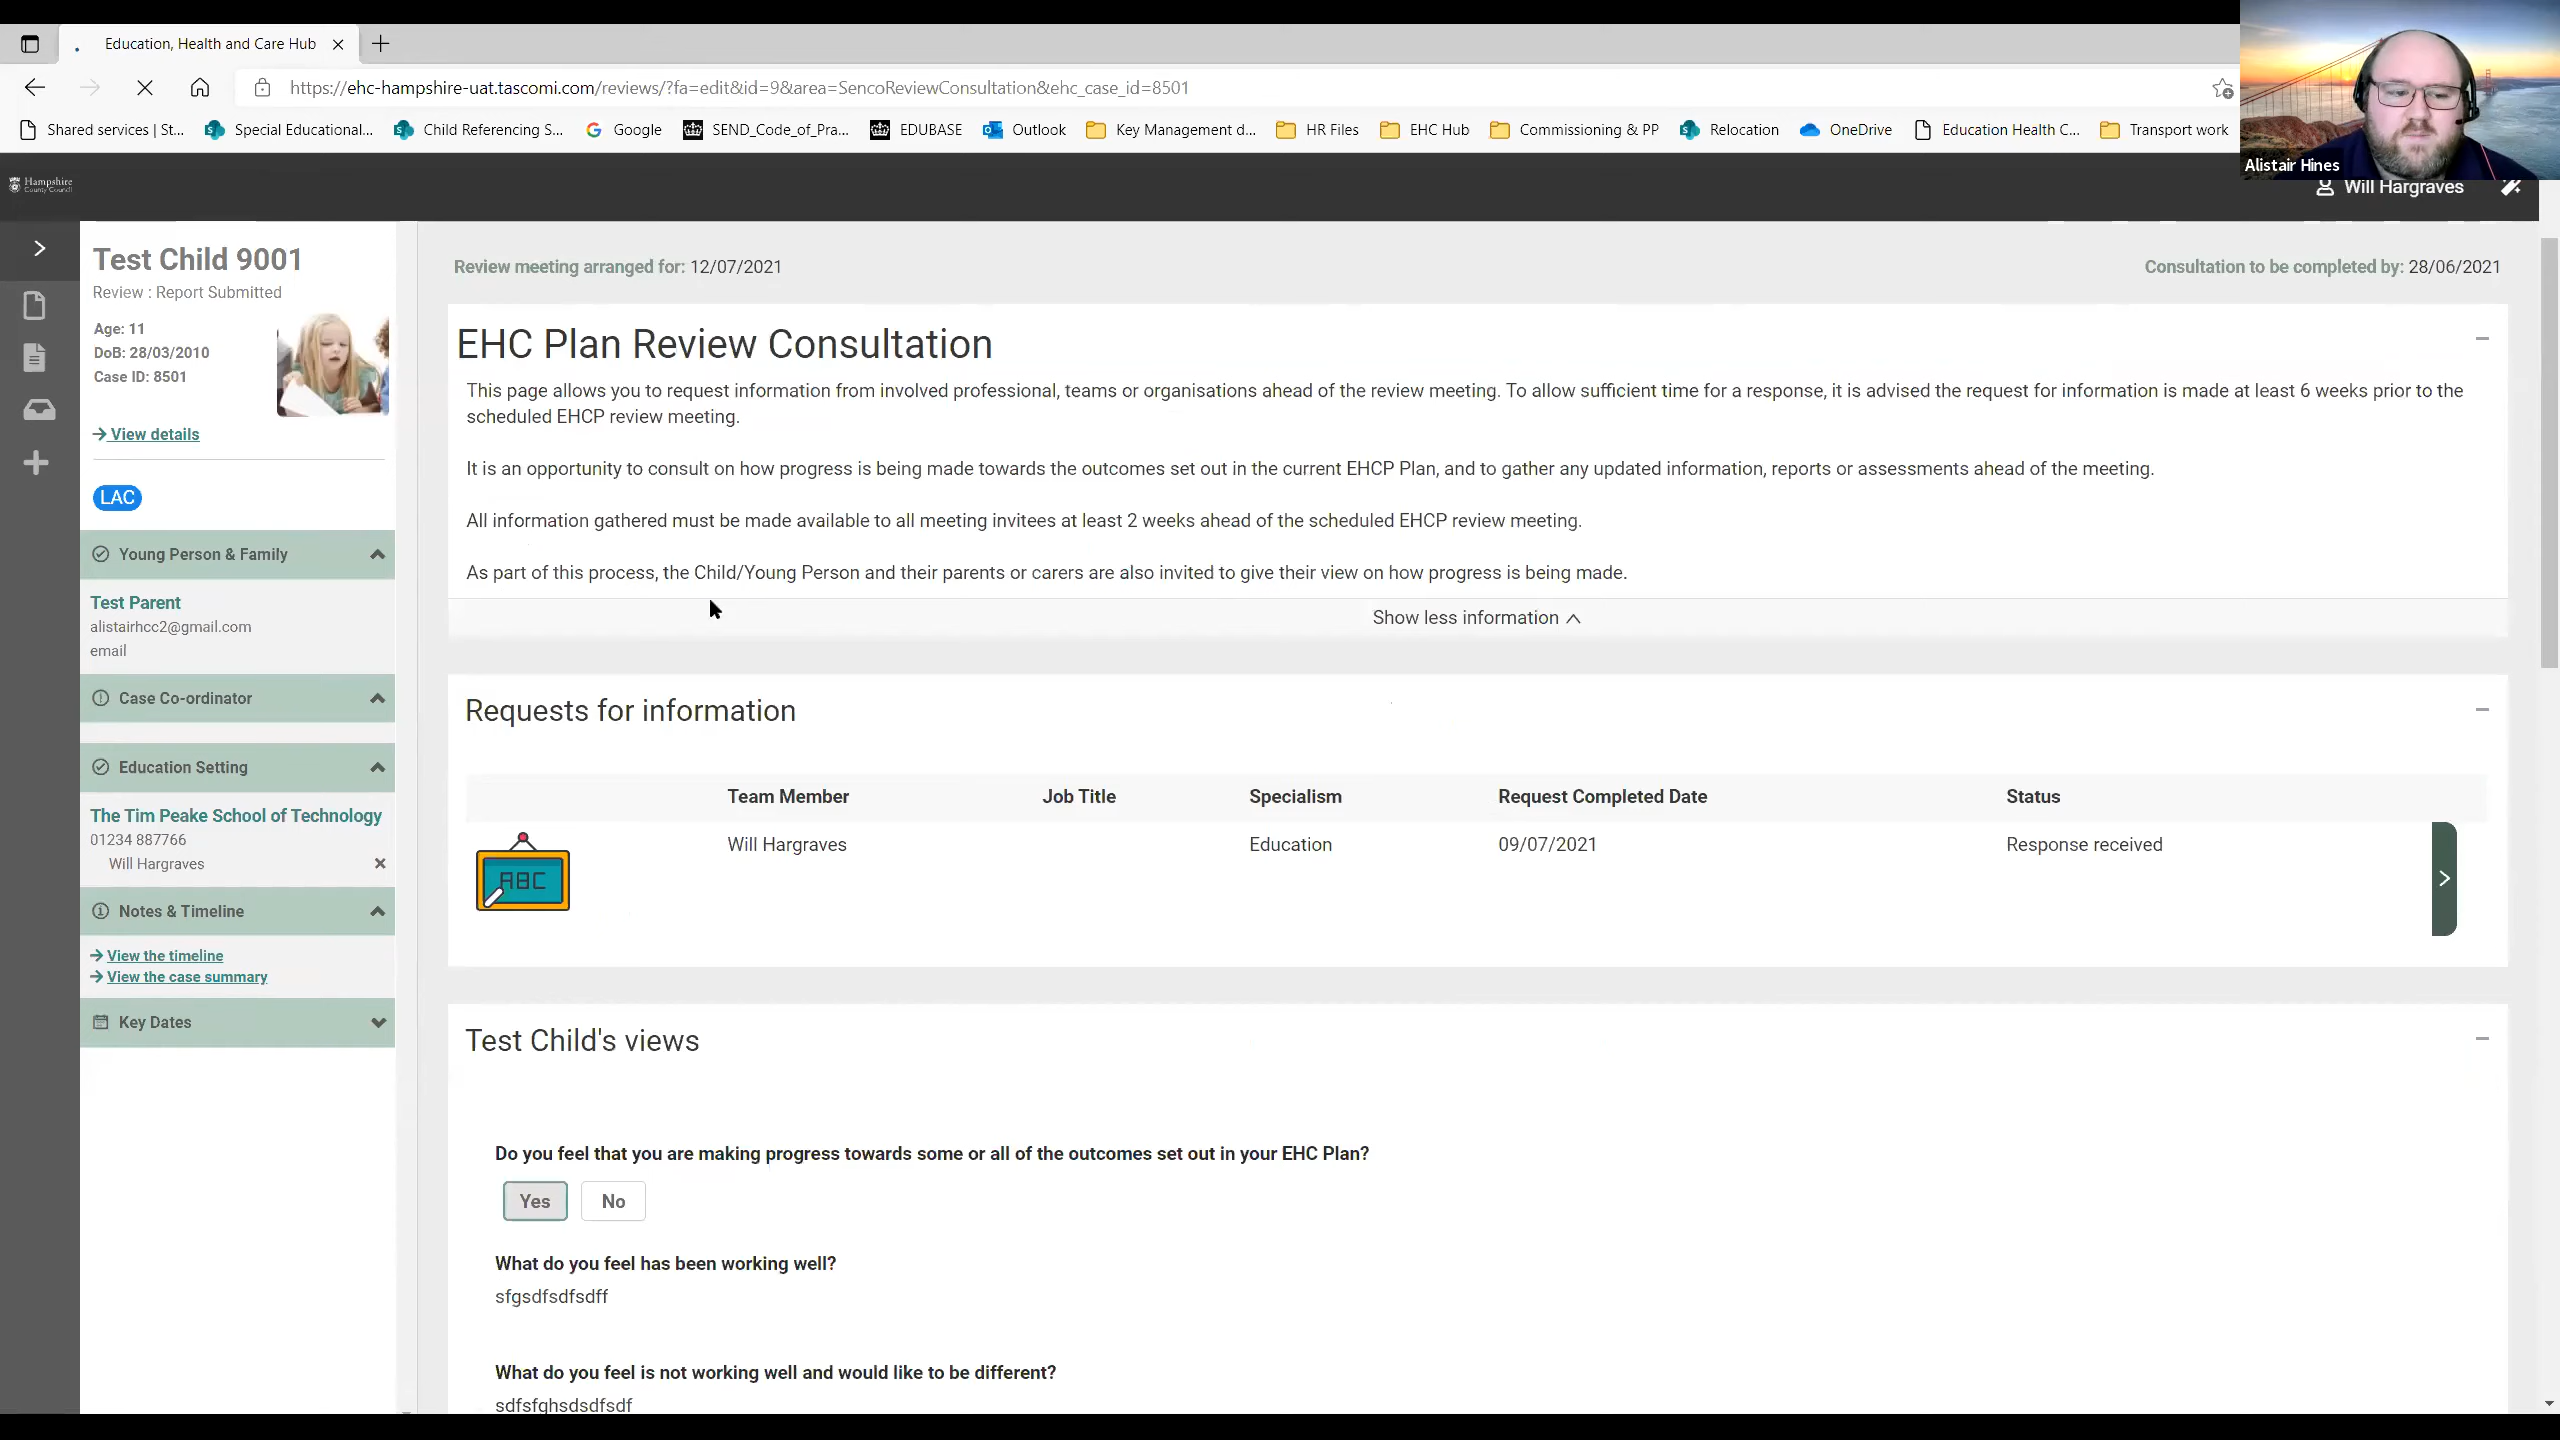 Education, Health and Care Hub
https://ehc-hampshire-uat.tascomi.com/reviews/?fa=edit&id=9&area=SencoReviewConsultation&ehc_case_id=8501
Shared services | St... Special Educational... Child Referencing S... Google SEND_Code_of_Pra... EDUBASE Outlook Key Management d... HR Files EHC Hub Commissioning & PP Relocation OneDrive Education Health C... Transport work
Alistair Hines
Hampshire
County Council
Will Hargraves
Test Child 9001
Review : Report Submitted
Age: 11
DoB: 28/03/2010
Case ID: 8501
View details
LAC
Young Person & Family
Test Parent
alistairhcc2@gmail.com
email
Case Co-ordinator
Education Setting
The Tim Peake School of Technology
01234 887766
Will Hargraves
Notes & Timeline
View the timeline
View the case summary
Key Dates
Review meeting arranged for: 12/07/2021
Consultation to be completed by: 28/06/2021
EHC Plan Review Consultation
This page allows you to request information from involved professional, teams or organisations ahead of the review meeting. To allow sufficient time for a response, it is advised the request for information is made at least 6 weeks prior to the
scheduled EHCP review meeting.
It is an opportunity to consult on how progress is being made towards the outcomes set out in the current EHCP Plan, and to gather any updated information, reports or assessments ahead of the meeting.
All information gathered must be made available to all meeting invitees at least 2 weeks ahead of the scheduled EHCP review meeting.
As part of this process, the Child/Young Person and their parents or carers are also invited to give their view on how progress is being made.
Show less information
Requests for information
Team Member Job Title Specialism Request Completed Date Status
Will Hargraves Education 09/07/2021 Response received
ABC
Test Child's views
Do you feel that you are making progress towards some or all of the outcomes set out in your EHC Plan?
Yes No
What do you feel has been working well?
sfgsdfsdfsdff
What do you feel is not working well and would like to be different?
sdfsfghsdsdfsdf